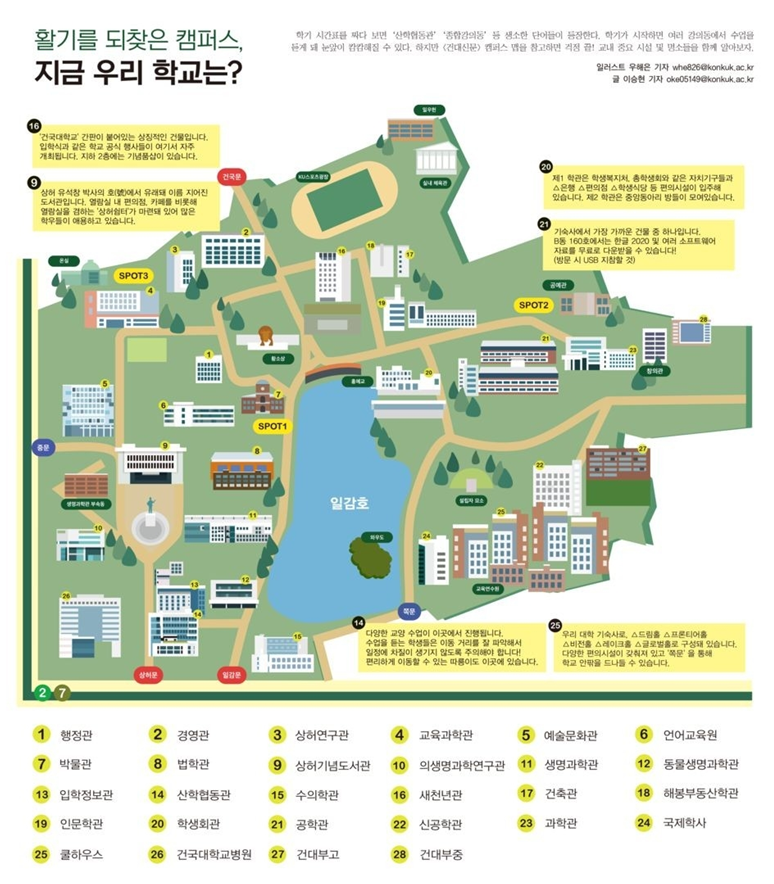 활기를 되찾은 캠퍼스,
지금 우리 학교는?
학기 시간표를 짜다 보면 '산학협동관' '종합강의동' 등 생소한 단어들이 등장한다. 학기가 시작하면 여러 강의동에서 수업을
듣게 돼 눈앞이 캄캄해질 수 있다. 하지만 <건대신문> 캠퍼스 맵을 참고하면 걱정 끝! 교내 중요 시설 및 명소들을 함께 알아보자.
일러스트 우해은 기자 whe826@konkuk.ac.kr
글 이승현 기자 oke05149@konkuk.ac.kr
16
'건국대학교' 간판이 붙어있는 상징적인 건물입니다.
입학식과 같은 학교 공식 행사들이 여기서 자주
개최됩니다. 지하 2층에는 기념품샵이 있습니다.
9
상허 유석창 박사의 호(號)에서 유래돼 이름 지어진
도서관입니다. 열람실 내 편의점, 카페를 비롯해
열람실을 겸하는 '상허쉼터'가 마련돼 있어 많은
학우들이 애용하고 있습니다.
20
제1 학관은 학생복지처, 총학생회와 같은 자치기구들과
△은행 △편의점 △학생식당 등 편의시설이 입주해
있습니다. 제2 학관은 중앙동아리 방들이 모여있습니다.
21
기숙사에서 가장 가까운 건물 중 하나입니다.
B동 160호에서는 한글 2020 및 여러 소프트웨어
자료를 무료로 다운받을 수 있습니다!
(방문 시 USB 지참할 것)
일우헌
실내 체육관
건국문
KU스포츠광장
온실
SPOT3
3
2
4
16
18
17
19
공예관
SPOT2
28
21
23
창의관
황소상
1
홍예교
20
5
6
7
SPOT1
중문
9
8
생명과학관 부속동
일감호
10
11
와우도
설립자 묘소
22
27
25
24
교육연수원
26
13
12
14
15
쪽문
상허문
일감문
2 7
14
다양한 교양 수업이 이곳에서 진행됩니다.
수업을 듣는 학생들은 이동 거리를 잘 파악해서
일정에 차질이 생기지 않도록 주의해야 합니다!
편리하게 이동할 수 있는 따릉이도 이곳에 있습니다.
25
우리 대학 기숙사로, △드림홀 △프론티어홀
△비전홀 △레이크홀 △글로벌홀로 구성돼 있습니다.
다양한 편의시설이 갖춰져 있고 '쪽문' 을 통해
학교 안팎을 드나들 수 있습니다.
1 행정관 2 경영관 3 상허연구관 4 교육과학관 5 예술문화관 6 언어교육원
7 박물관 8 법학관 9 상허기념도서관 10 의생명과학연구관 11 생명과학관 12 동물생명과학관
13 입학정보관 14 산학협동관 15 수의학관 16 새천년관 17 건축관 18 해봉부동산학관
19 인문학관 20 학생회관 21 공학관 22 신공학관 23 과학관 24 국제학사
25 쿨하우스 26 건국대학교병원 27 건대부고 28 건대부중